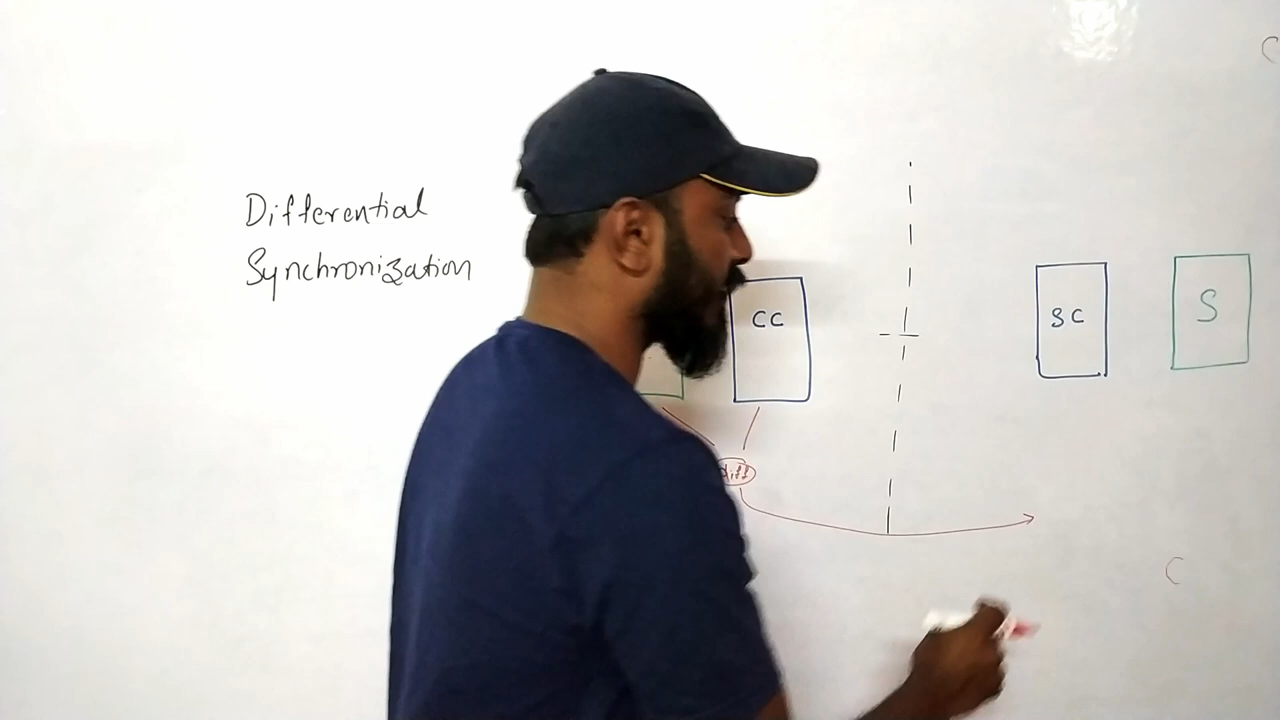 Differential
Synchronization
CC
SC
S
diff
C
C